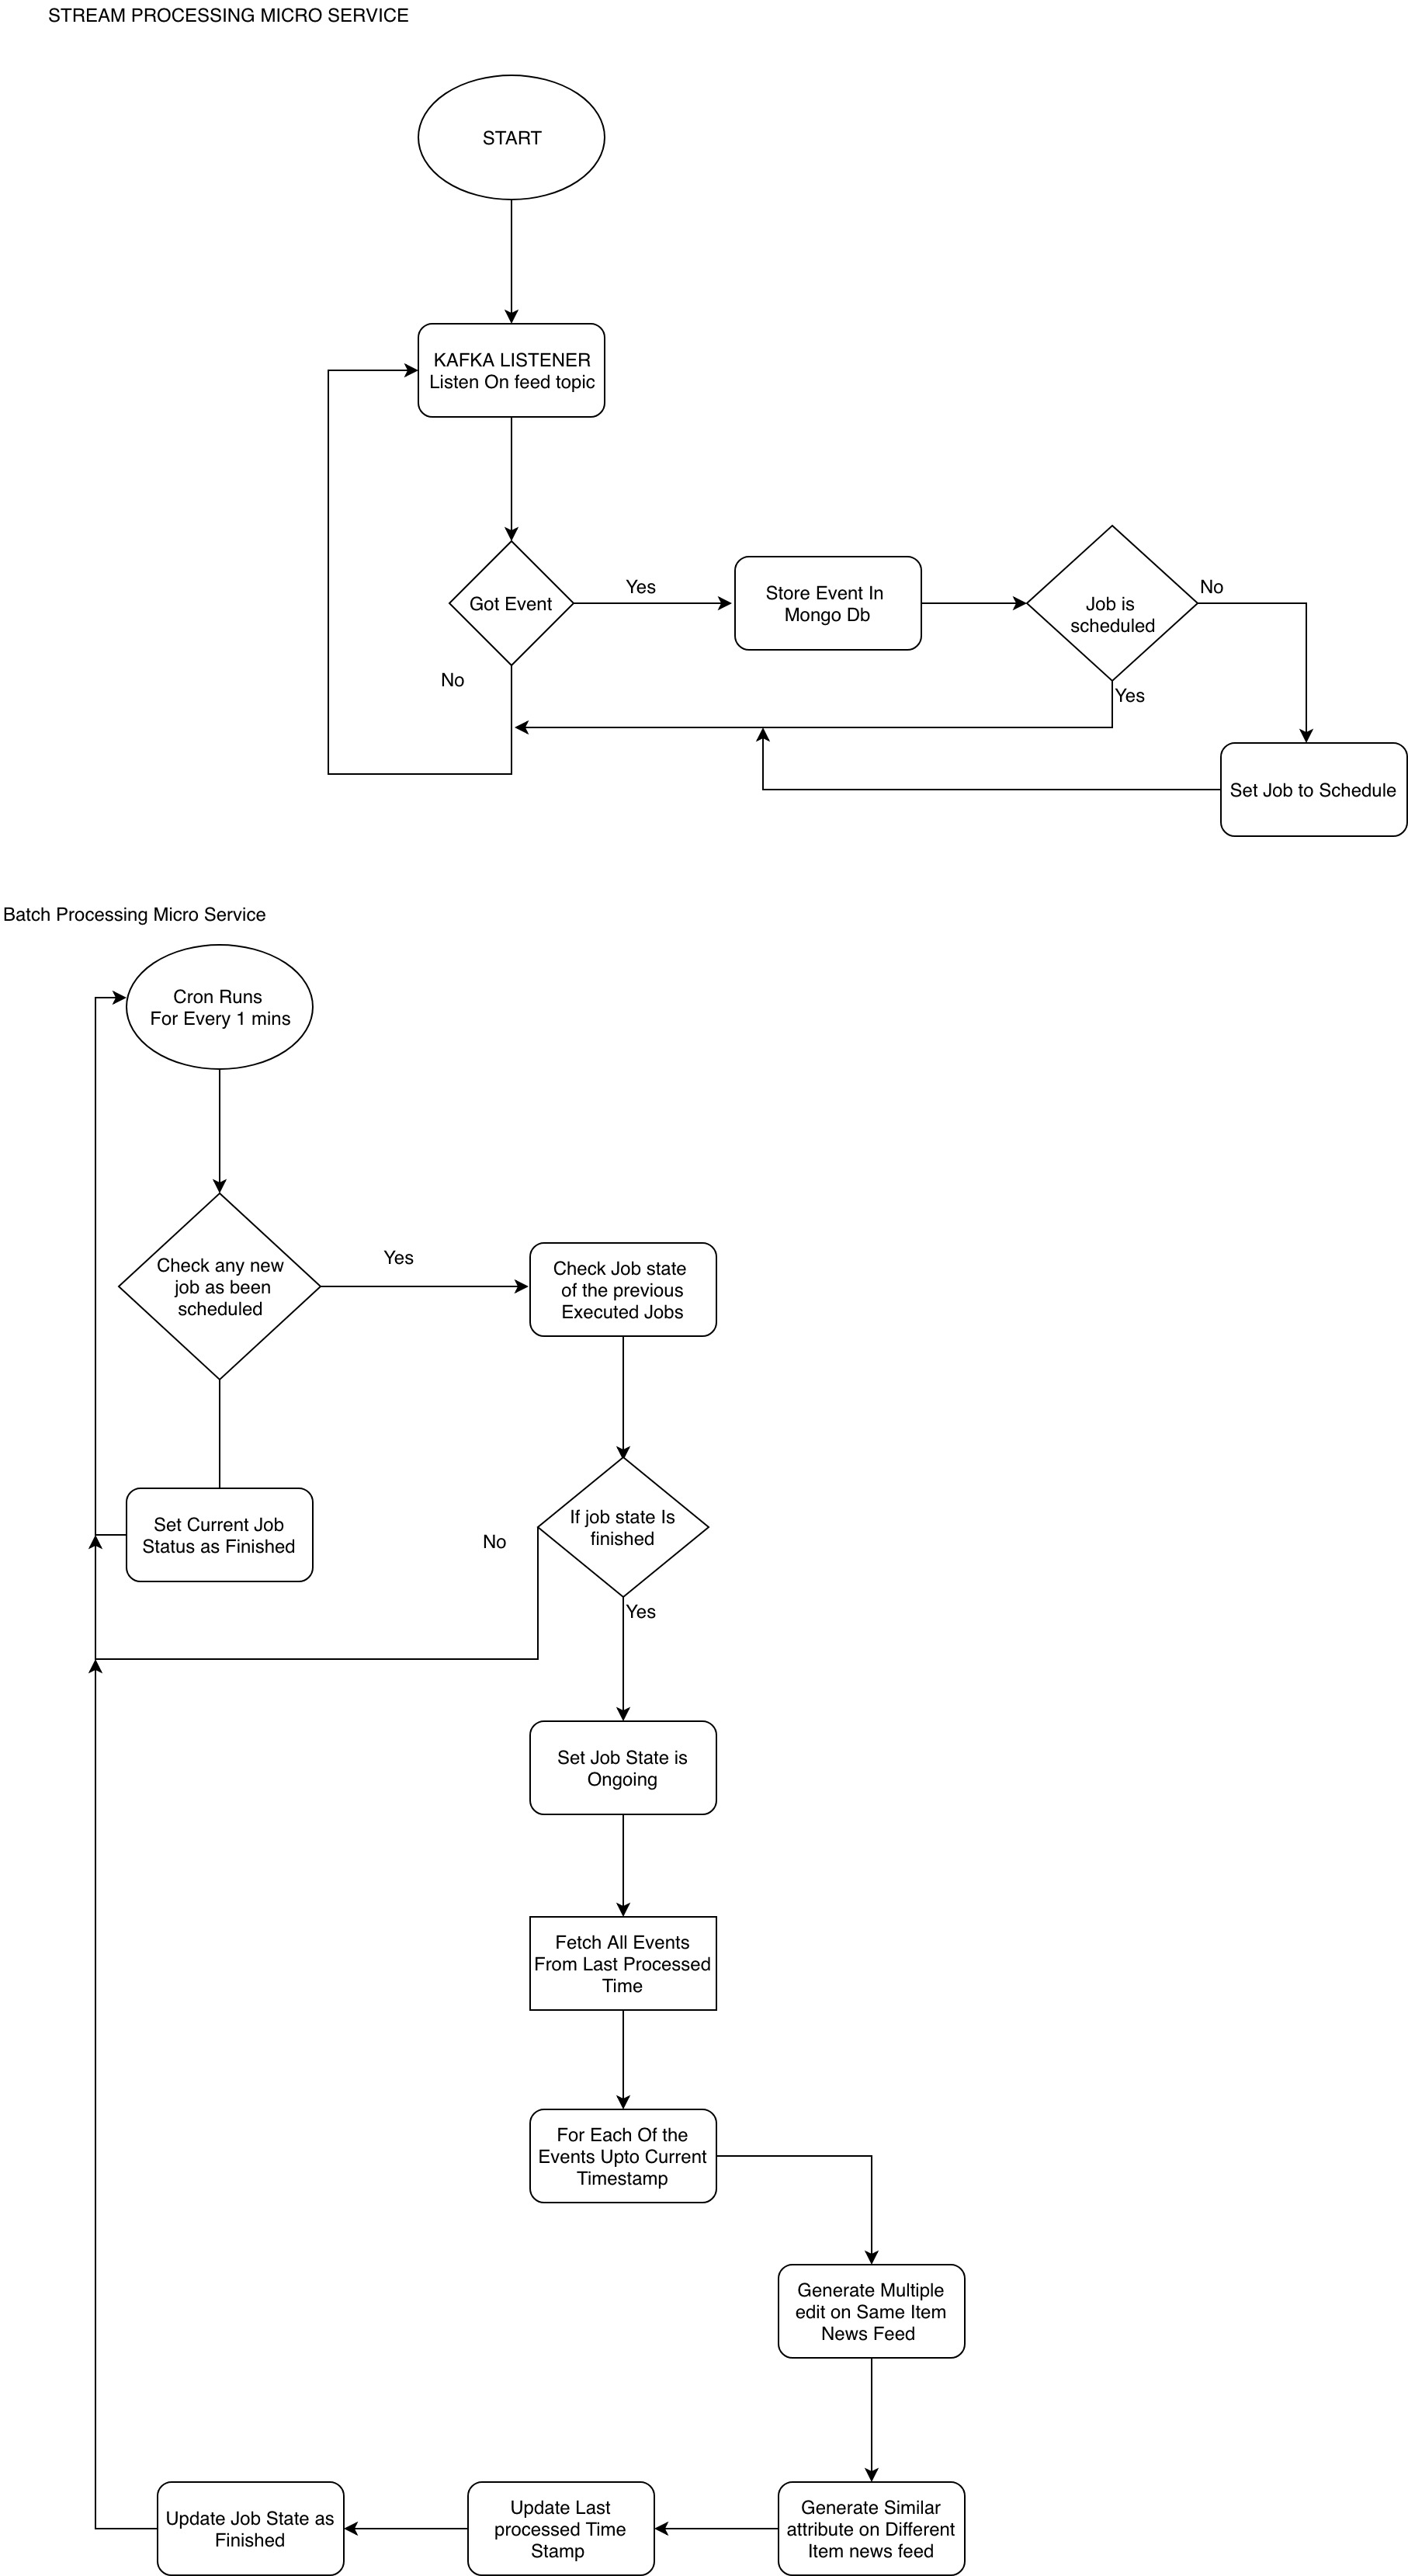 STREAM PROCESSING MICRO SERVICE
START
KAFKA LISTENER
Listen On feed topic
Got Event
Yes
No
Store Event In
Mongo Db
Job is
scheduled
No
Yes
Set Job to Schedule
Batch Processing Micro Service
Cron Runs
For Every 1 mins
Check any new
job as been
scheduled
Yes
Check Job state
of the previous
Executed Jobs
Set Current Job
Status as Finished
If job state Is
finished
No
Yes
Set Job State is
Ongoing
Fetch All Events
From Last Processed
Time
For Each Of the
Events Upto Current
Timestamp
Generate Multiple
edit on Same Item
News Feed
Generate Similar
attribute on Different
Item news feed
Update Last
processed Time
Stamp
Update Job State as
Finished